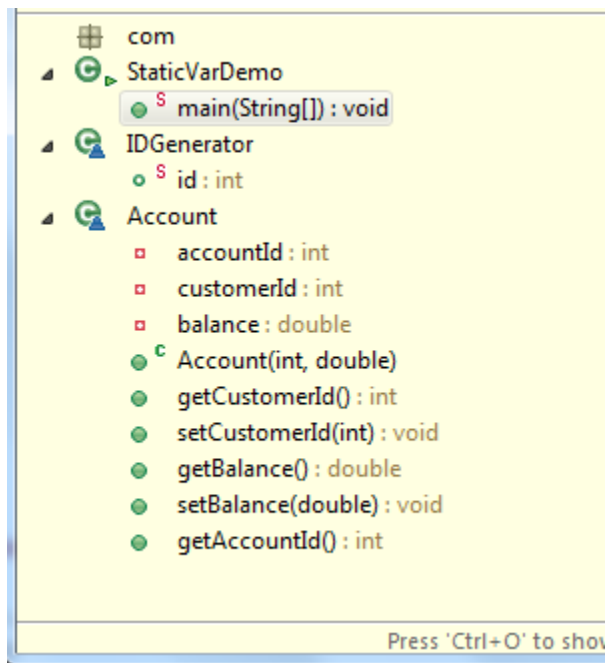 com
StaticVarDemo
S main(String[]) : void
IDGenerator
S id : int
Account
accountId : int
customerId : int
balance : double
C Account(int, double)
getCustomerId() : int
setCustomerId(int) : void
getBalance() : double
setBalance(double) : void
getAccountId() : int
Press 'Ctrl+O' to show